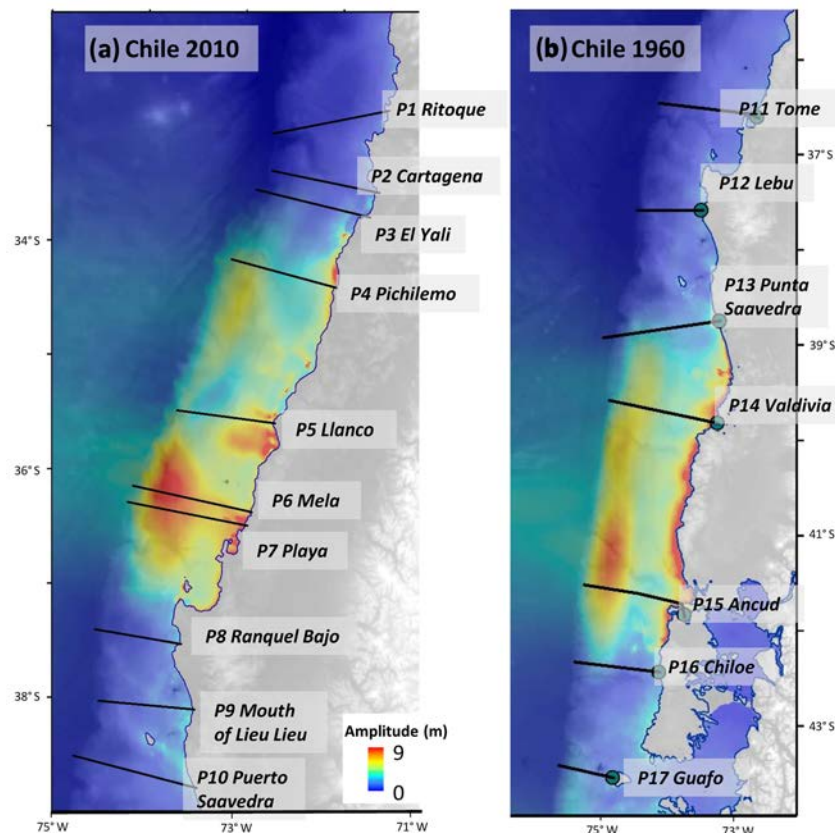 (a) Chile 2010
P1 Ritoque
P2 Cartagena
P3 El Yali
34°S
P4 Pichilemo
P5 Llanco
36°S
P6 Mela
P7 Playa
P8 Ranquel Bajo
38°S
P9 Mouth
of Lieu Lieu
P10 Puerto
Saavedra
Amplitude (m)
9
0
75°W
73°W
71°W
(b) Chile 1960
P11 Tome
37°S
P12 Lebu
P13 Punta
Saavedra
39°S
P14 Valdivia
41°S
P15 Ancud
P16 Chiloe
43°S
P17 Guafo
75°W
73°W